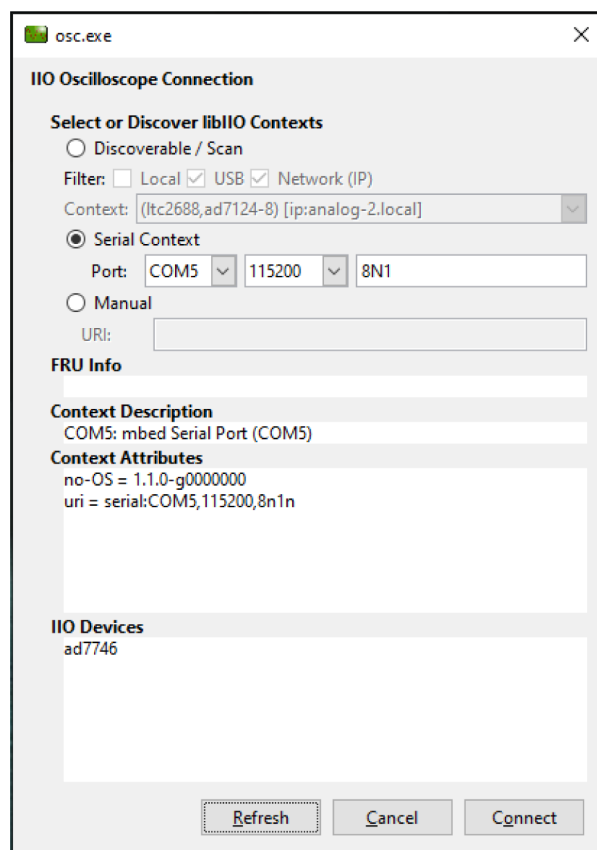 osc.exe
IIO Oscilloscope Connection
Select or Discover libIIO Contexts
Discoverable / Scan
Filter: Local USB Network (IP)
Context: (ltc2688,ad7124-8) [ip:analog-2.local]
Serial Context
Port: COM5 115200 8N1
Manual
URI:
FRU Info
Context Description
COM5: mbed Serial Port (COM5)
Context Attributes
no-OS = 1.1.0-g0000000
uri = serial:COM5,115200,8n1n
IIO Devices
ad7746
Refresh Cancel Connect